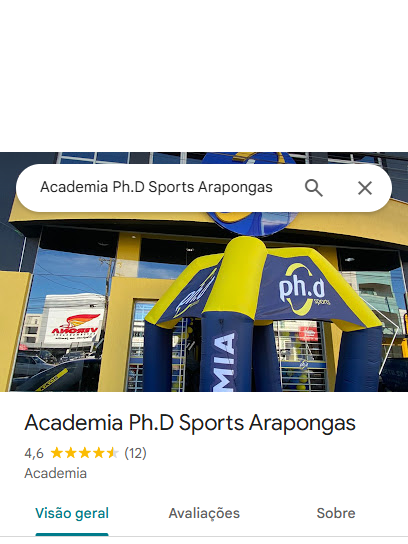 Academia Ph.D Sports Arapongas
ph.d
ph.d
sports
MIA
Academia Ph.D Sports Arapongas
4,6 (12)
Academia
Visão geral Avaliações Sobre